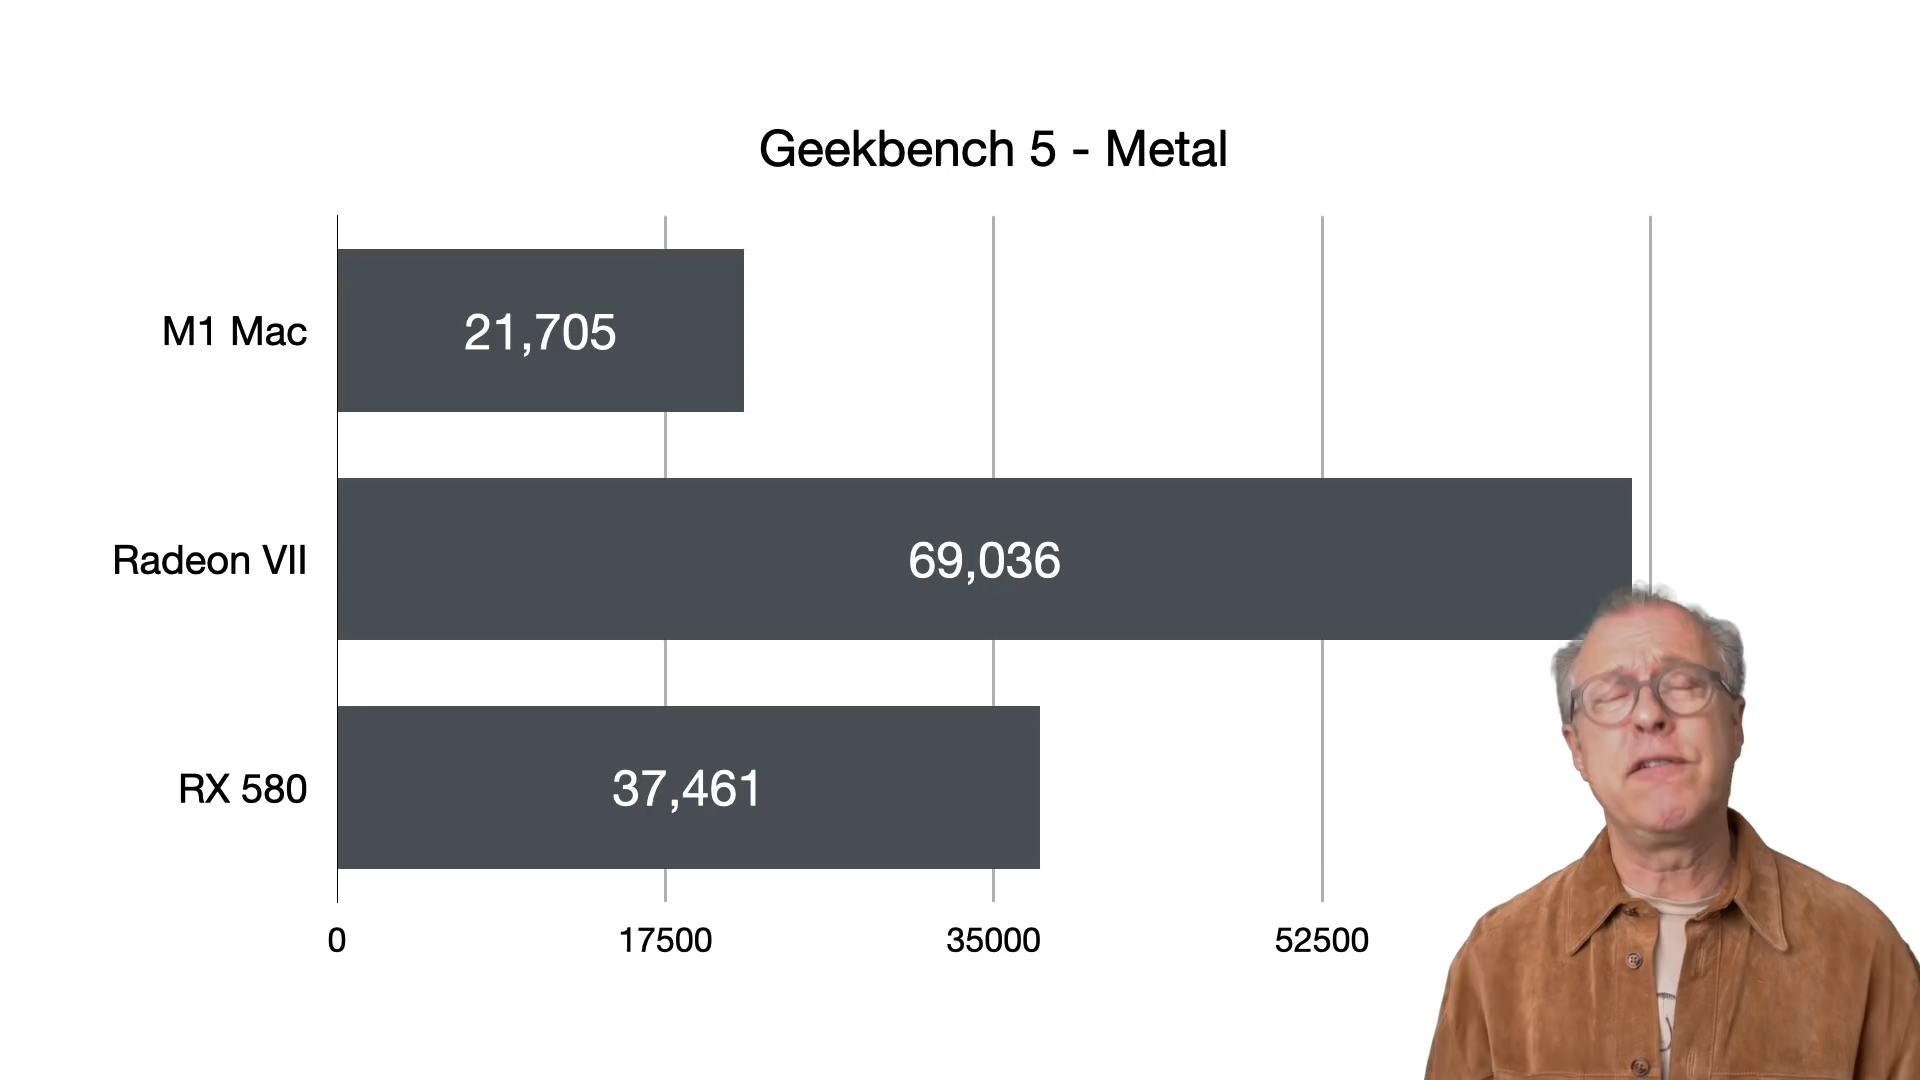 Geekbench 5 - Metal
M1 Mac
21,705
Radeon VII
69,036
RX 580
37,461
0 17500 35000 52500